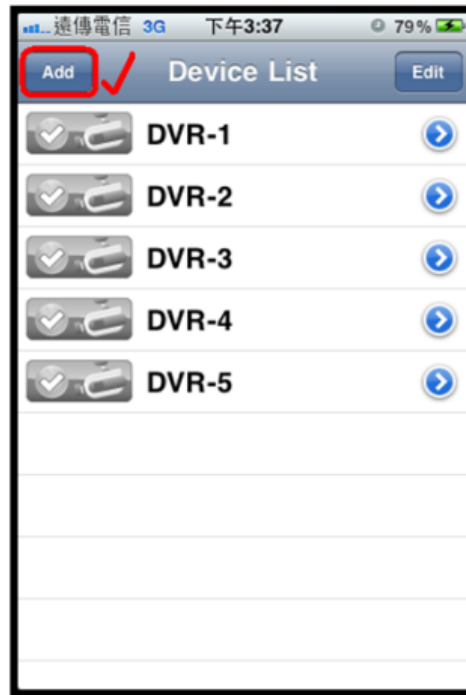 遠傳電信 3G 下午3:37 79%
Add Device List Edit
DVR-1
DVR-2
DVR-3
DVR-4
DVR-5